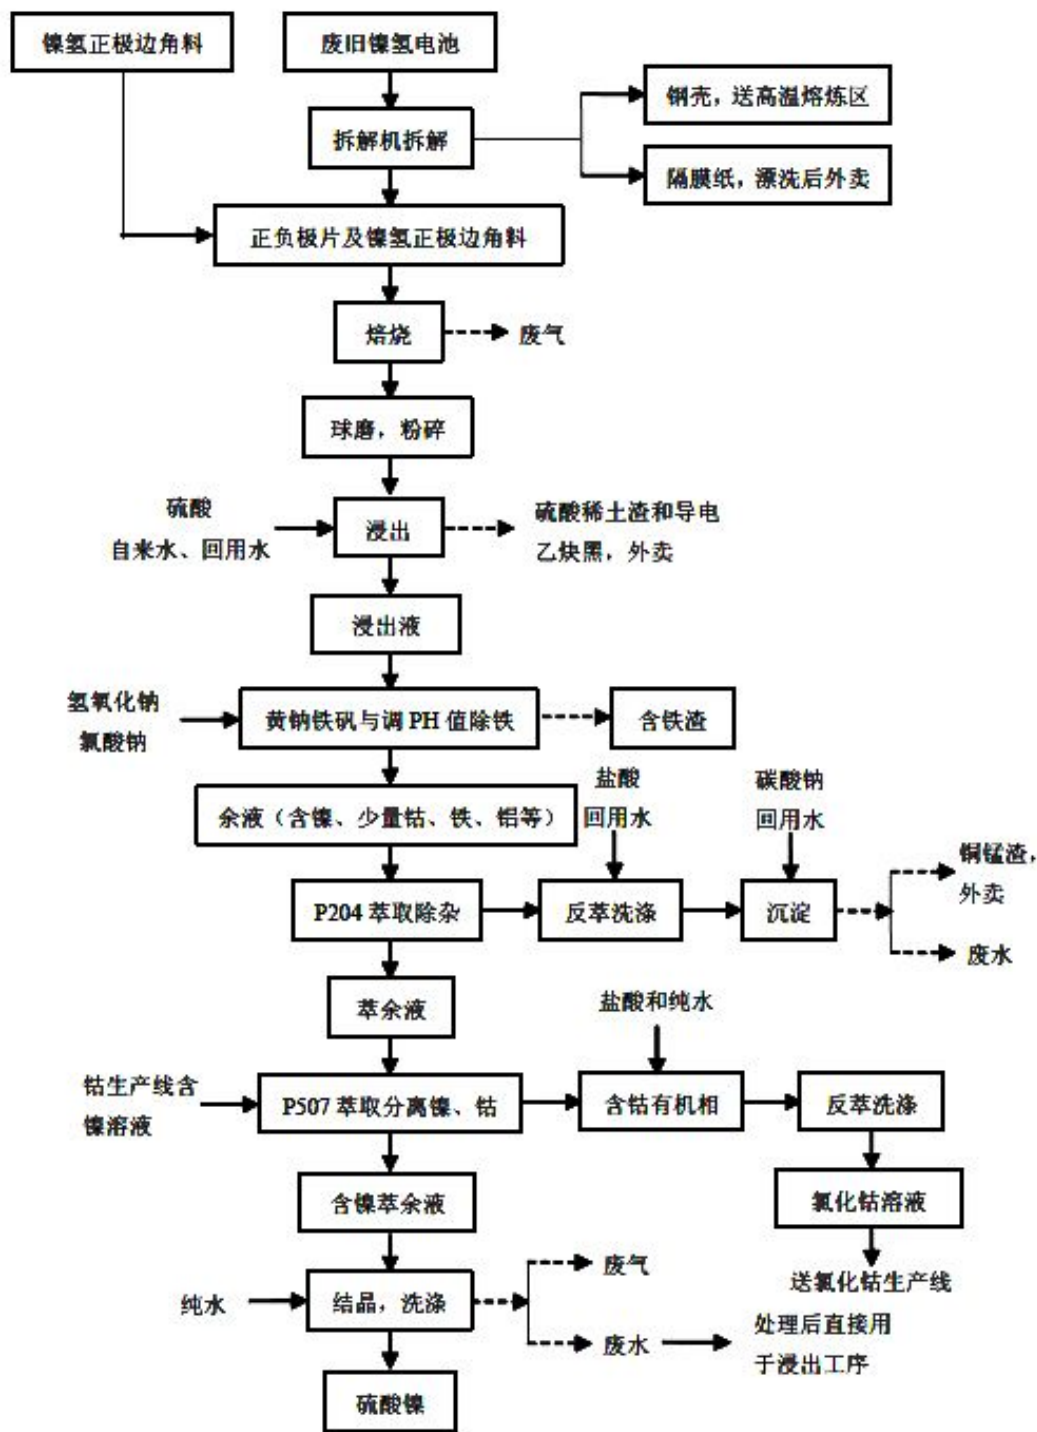 镍氢正极边角料
废旧镍氢电池
钢壳，送高温熔炼区
拆解机拆解
隔膜纸，漂洗后外卖
正负极片及镍氢正极边角料
焙烧
废气
球磨，粉碎
硫酸
自来水、回用水
浸出
硫酸稀土渣和导电
乙炔黑，外卖
浸出液
氢氧化钠
氯酸钠
黄钠铁矾与调 PH 值除铁
含铁渣
余液（含镍、少量钴、铁、铝等）
盐酸
回用水
碳酸钠
回用水
P204 萃取除杂
反萃洗涤
沉淀
铜锰渣，
外卖
废水
萃余液
盐酸和纯水
钴生产线含
镍溶液
P507 萃取分离镍、钴
含钴有机相
反萃洗涤
含镍萃余液
氯化钴溶液
送氯化钴生产线
纯水
结晶，洗涤
废气
废水
处理后直接用
于浸出工序
硫酸镍